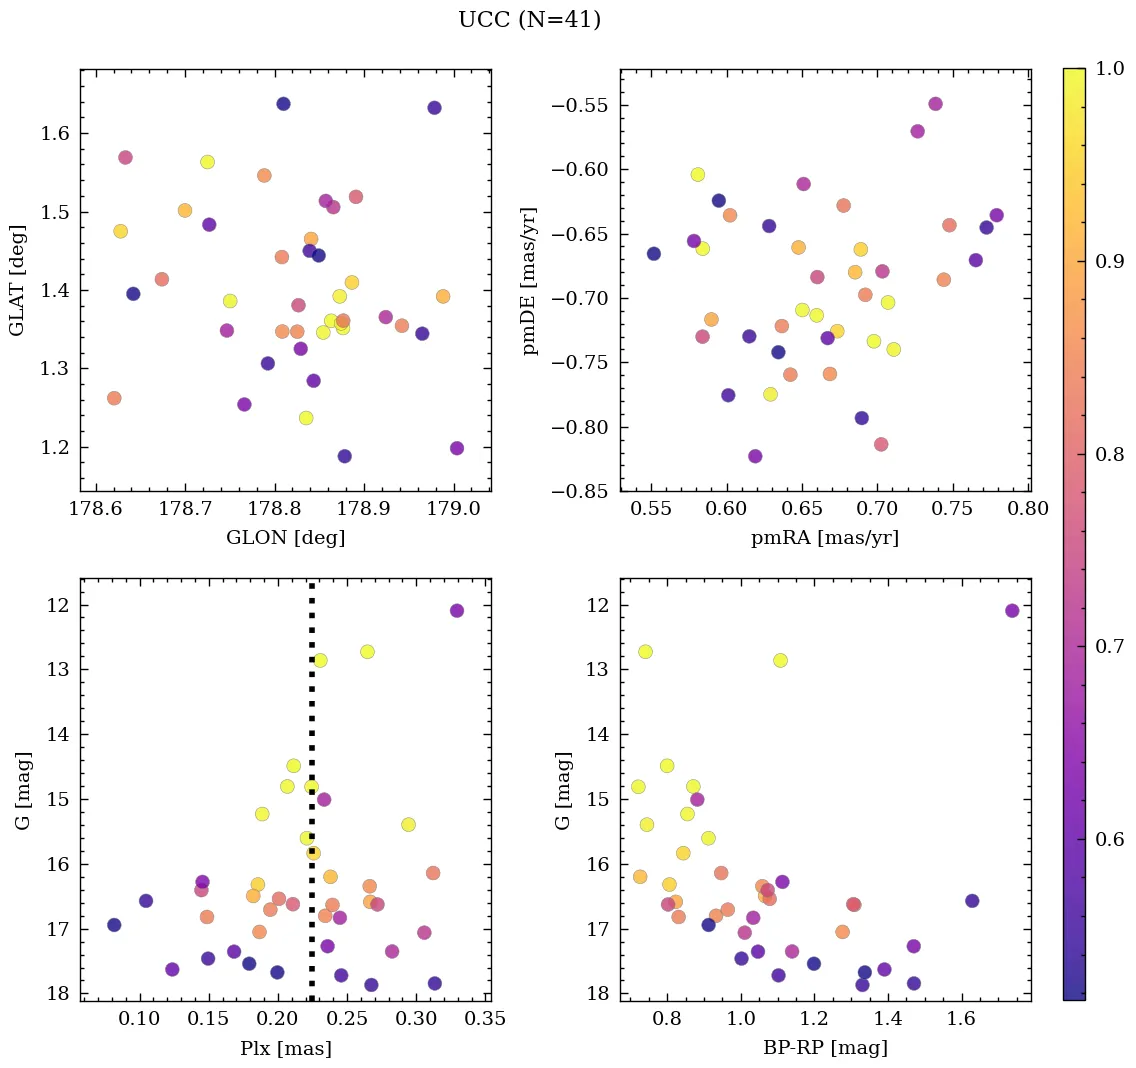 UCC (N=41)
1.6
1.5
1.4
1.3
1.2
GLAT [deg]
178.6 178.7 178.8 178.9 179.0
GLON [deg]
−0.55
−0.60
−0.65
−0.70
−0.75
−0.80
−0.85
pmDE [mas/yr]
0.55 0.60 0.65 0.70 0.75 0.80
pmRA [mas/yr]
12
13
14
15
16
17
18
G [mag]
0.10 0.15 0.20 0.25 0.30 0.35
Plx [mas]
12
13
14
15
16
17
18
G [mag]
0.8 1.0 1.2 1.4 1.6
BP-RP [mag]
1.0
0.9
0.8
0.7
0.6